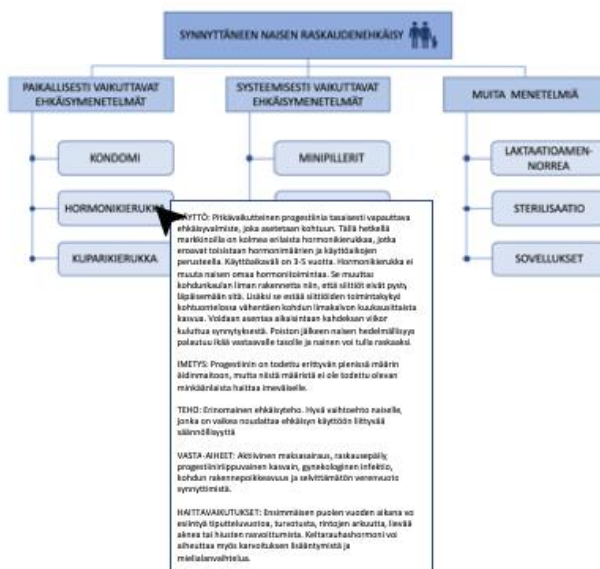 SYNNYTTÄNEEN NAISEN RASKAUDENEHKÄISY
PAIKALLISESTI VAIKUTTAVAT
EHKÄISYMENETELMÄT
SYSTEEMISESTI VAIKUTTAVAT
EHKÄISYMENETELMÄT
MUITA MENETELMIÄ
KONDOMI
MINIPILLERIT
LAKTAATIOAMEN-
NORREA
HORMONIKIERUKKA
STERILISAATIO
KUPARIKIERUKKA
SOVELLUKSET
Pitkävaikutteinen progestiinia tasaisesti vapauttava
ehkäisyvalmiste, joka asetetaan kohtuun. Tällä hetkellä
markkinoilla on kolmea erilaista hormonikierukkaa, jotka
eroavat toisistaan hormonimäärien ja käyttöaikojen
perusteella. Käyttöaikaväli on 3-5 vuotta. Hormonikierukka ei
muuta naisen omaa hormonitoimintaa. Se muuttaa
kohdunkaulan liman rakennetta niin, että siittiöt eivät pysty
läpäisemään sitä. Lisäksi se estää siittiöiden toimintakykyä
kohtuontelossa vähentäen kohdun limakalvon kuukausittaista
kasvua. Voidaan asentaa aikaisintaan kahdeksan viikon
kuluttua synnytyksestä. Poiston jälkeen naisen hedelmällisyys
palautuu ikää vastaavalle tasolle ja nainen voi tulla raskaaksi.
IMETYS: Progestiinin on todettu erittyvän pienissä määrin
äidinmaitoon, mutta näistä määristä ei ole todettu olevan
minkäänlaista haittaa imeväiselle.
TEHO: Erinomainen ehkäisyteho. Hyvä vaihtoehto naiselle,
jonka on vaikea noudattaa ehkäisyn käyttöön liittyvää
säännöllisyyttä
VASTA-AIHEET: Aktiivinen maksasairaus, raskausepäily,
progestiiniriippuvainen kasvain, gynekologinen infektio,
kohdun rakennepoikkeavuus ja selvittämätön verenvuoto
synnyttimistä.
HAITTAVAIKUTUKSET: Ensimmäisen puolen vuoden aikana vo
esiintyä tiputteluvuotoa, turvotusta, rintojen arkuutta, lievää
aknea tai hiusten rasvoittumista. Keltarauhashormoni voi
aiheuttaa myös karvoituksen lisääntymistä ja
mielialanvaihtelua.